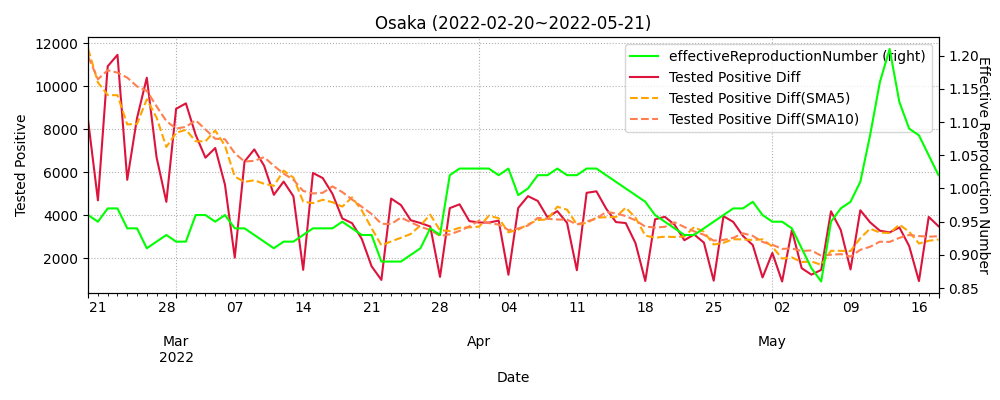 Osaka (2022-02-20~2022-05-21)
12000
10000
8000
6000
4000
2000
Tested Positive
effectiveReproductionNumber (right)
Tested Positive Diff
Tested Positive Diff(SMA5)
Tested Positive Diff(SMA10)
1.20
1.15
1.10
1.05
1.00
0.95
0.90
0.85
Effective Reproduction Number
21 28 07 14 21 28 04 11 18 25 02 09 16
Mar Apr May
2022
Date